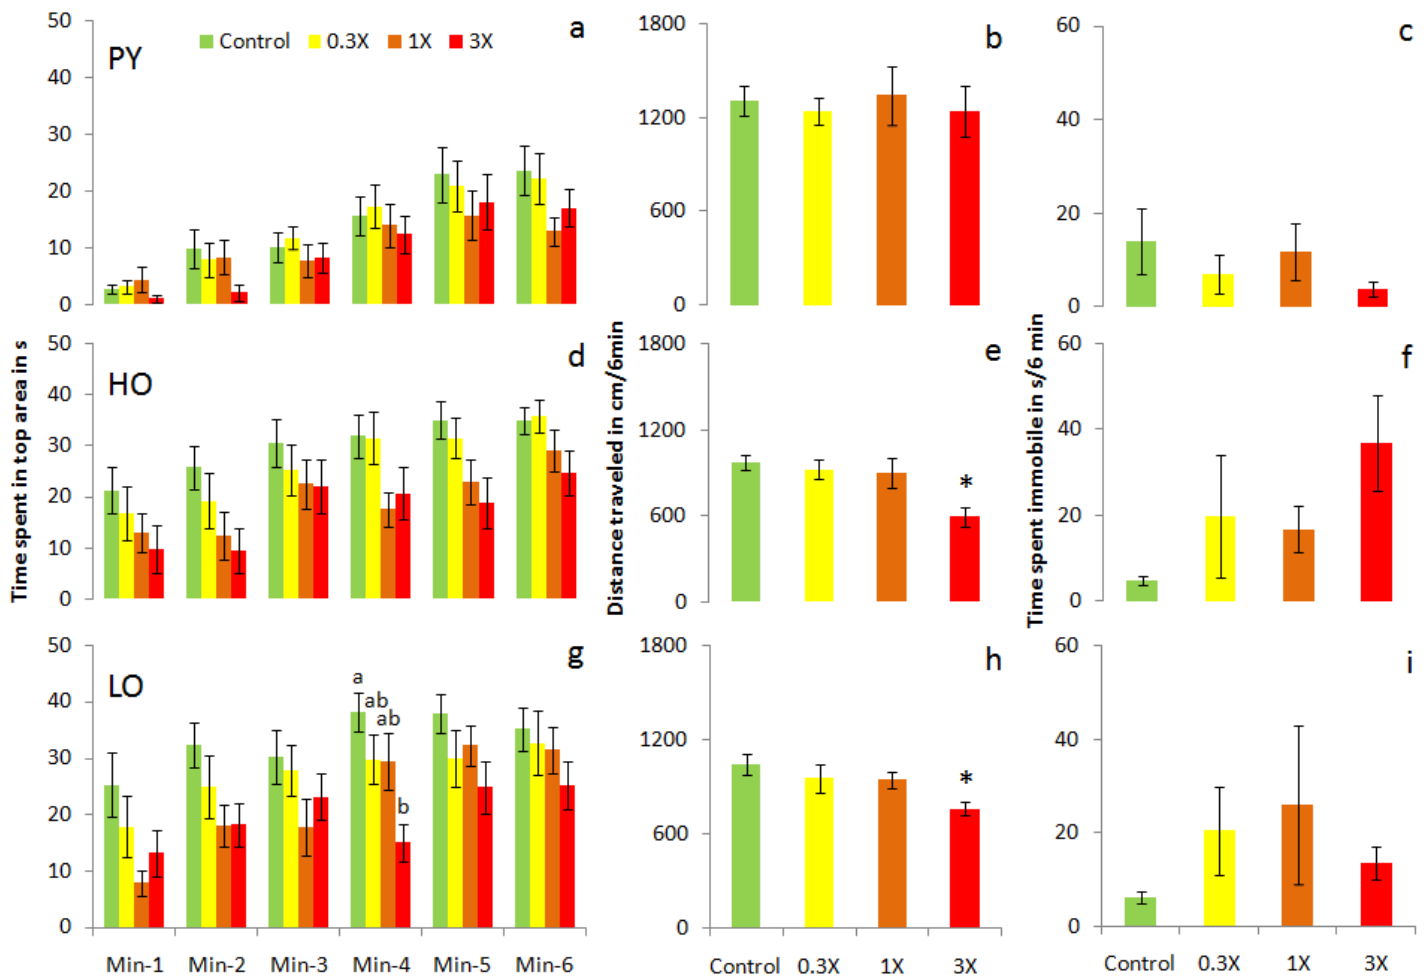 50
40
30
20
10
0
PY
Control 0.3X 1X 3X
a
1800
1200
600
0
b
60
40
20
0
c
Time spent in top area in s
50
40
30
20
10
0
HO
d
Distance traveled in cm/6min
1800
1200
600
0
*
e
Time spent immobile in s/6 min
60
40
20
0
f
50
40
30
20
10
0
LO
a
ab
ab
b
g
Min-1 Min-2 Min-3 Min-4 Min-5 Min-6
1800
1200
600
0
*
h
Control 0.3X 1X 3X
60
40
20
0
i
Control 0.3X 1X 3X